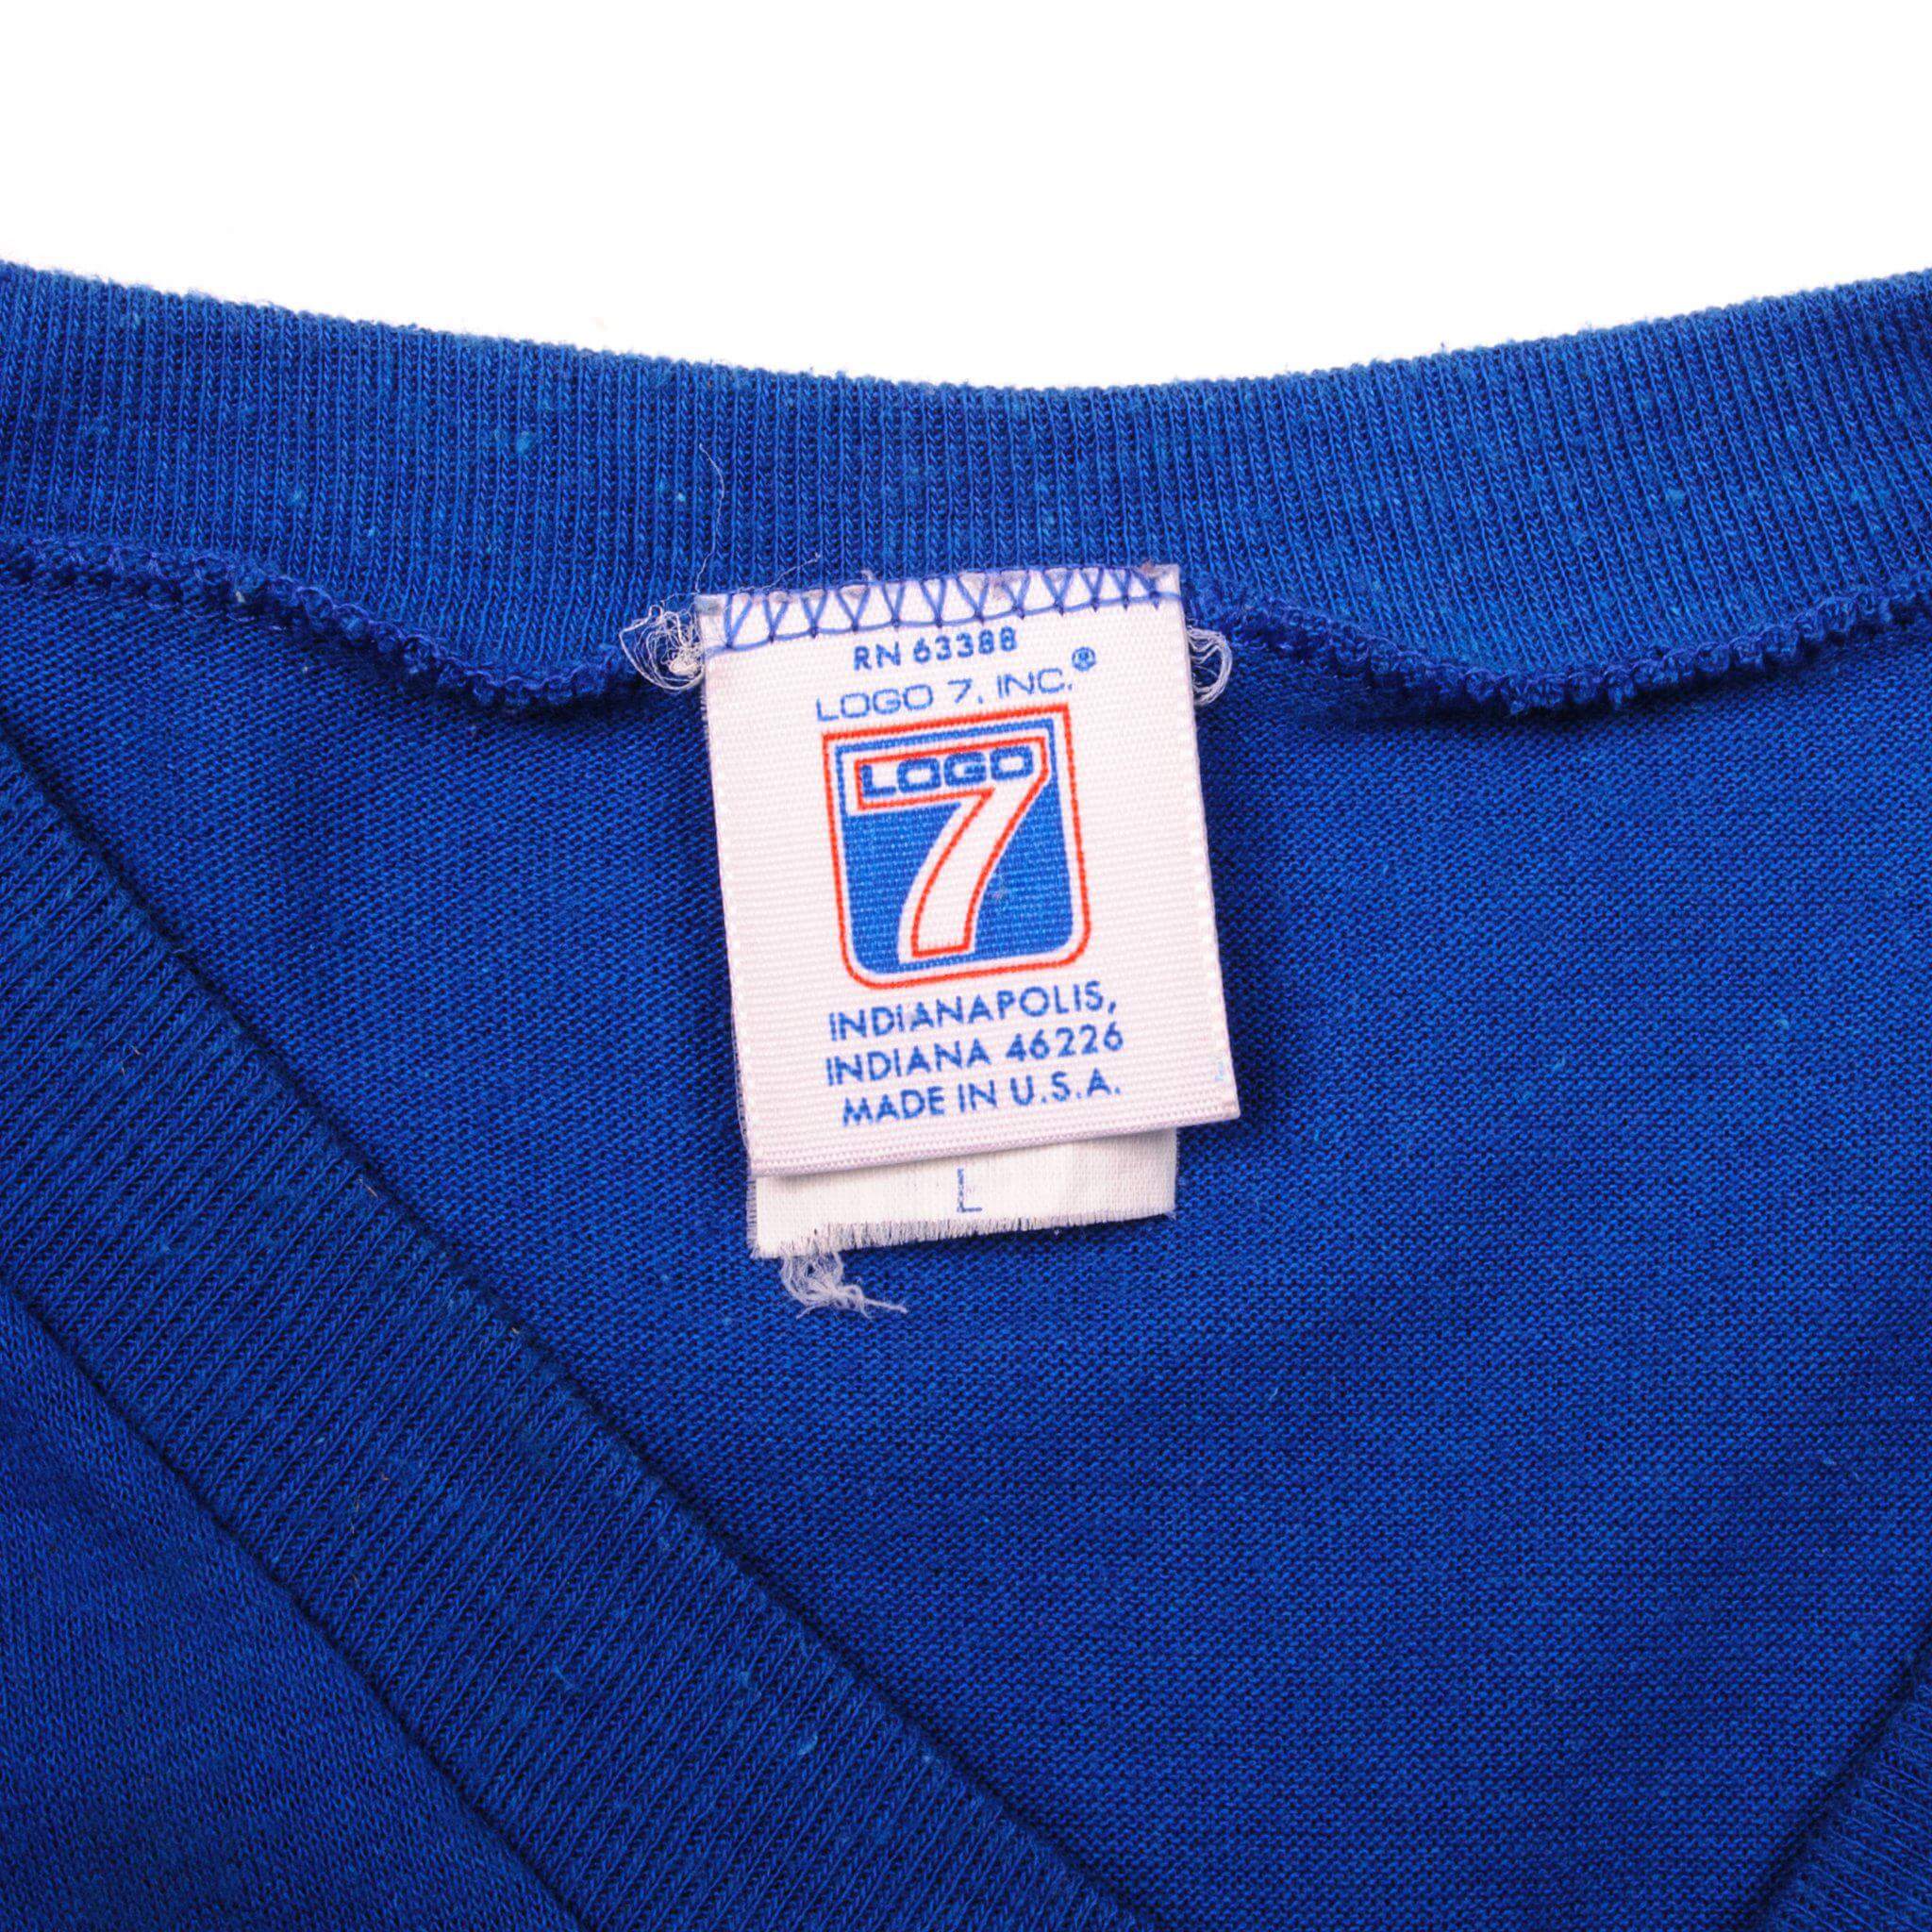 RN 63388
LOGO 7, INC.®
LOGO
7
INDIANAPOLIS,
INDIANA 46226
MADE IN U.S.A.
L